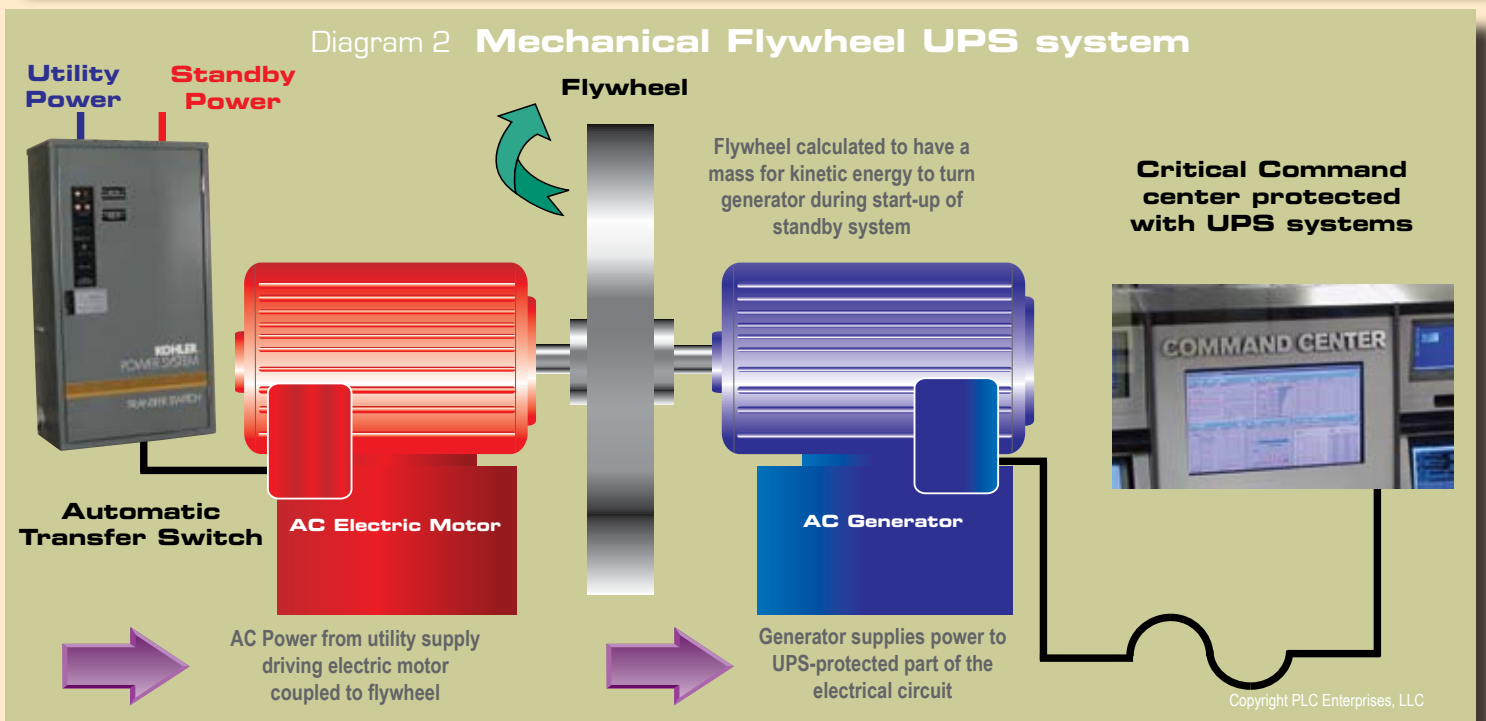 Diagram 2 Mechanical Flywheel UPS system
Utility
Power
Standby
Power
Flywheel
Flywheel calculated to have a
mass for kinetic energy to turn
generator during start-up of
standby system
Critical Command
center protected
with UPS systems
KOHLER
POWER SYSTEM
TRANSFER SWITCH
COMMAND CENTER
Automatic
Transfer Switch
AC Electric Motor
AC Generator
AC Power from utility supply
driving electric motor
coupled to flywheel
Generator supplies power to
UPS-protected part of the
electrical circuit
Copyright PLC Enterprises, LLC